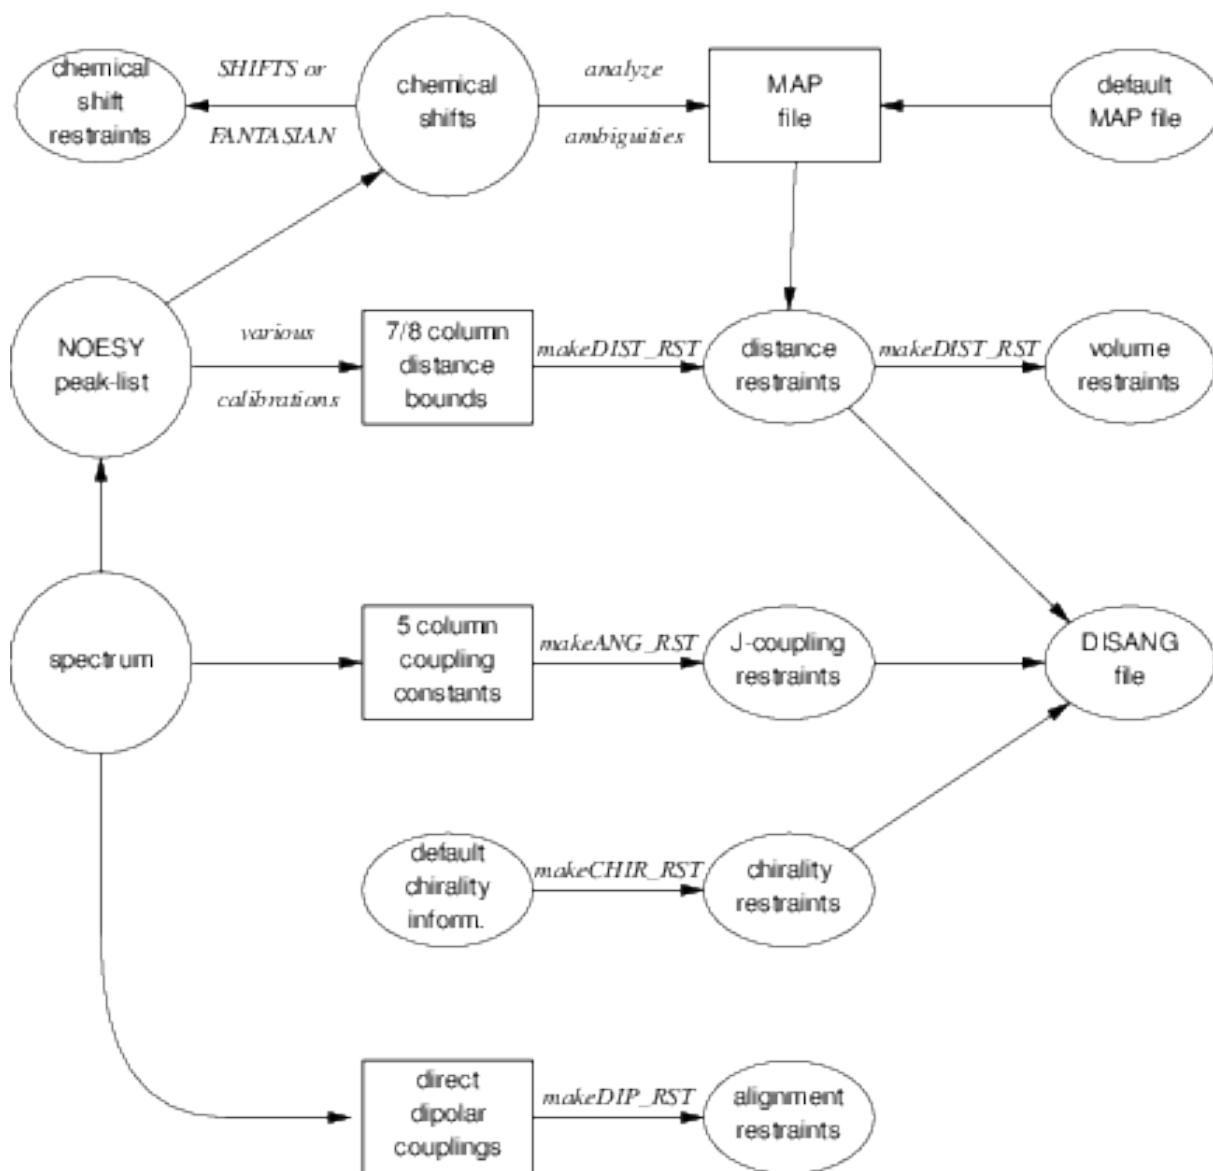 chemical
shift
restraints
SHIFTS or
FANTASIAN
chemical
shifts
analyze
ambiguities
MAP
file
default
MAP file
NOESY
peak-list
various
calibrations
7/8 column
distance
bounds
makeDIST_RST
distance
restraints
makeDIST_RST
volume
restraints
spectrum
5 column
coupling
constants
makeANG_RST
J-coupling
restraints
DISANG
file
default
chirality
inform.
makeCHIR_RST
chirality
restraints
direct
dipolar
couplings
makeDIP_RST
alignment
restraints